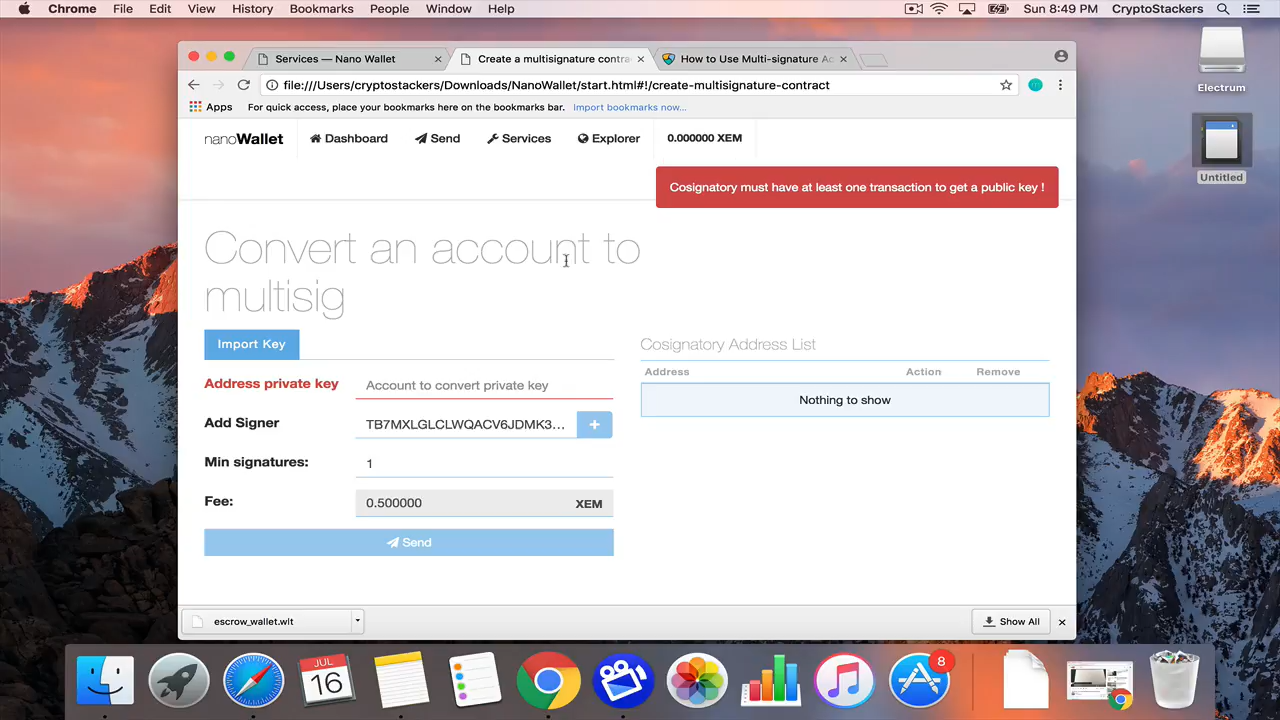 Chrome File Edit View History Bookmarks People Window Help Sun 8:49 PM CryptoStackers
Services — Nano Wallet Create a multisignature contra How to Use Multi-signature Ac
file:///Users/cryptostackers/Downloads/NanoWallet/start.html#!/create-multisignature-contract
Apps For quick access, place your bookmarks here on the bookmarks bar. Import bookmarks now...
Electrum
nanoWallet Dashboard Send Services Explorer 0.000000 XEM
Untitled
Cosignatory must have at least one transaction to get a public key !
Convert an account to
multisig
Import Key
Cosignatory Address List
Address Action Remove
Address private key Account to convert private key
Nothing to show
Add Signer TB7MXLGLCLWQACV6JDMK3... +
Min signatures: 1
Fee: 0.500000 XEM
Send
escrow_wallet.wlt Show All
JUL
16
8